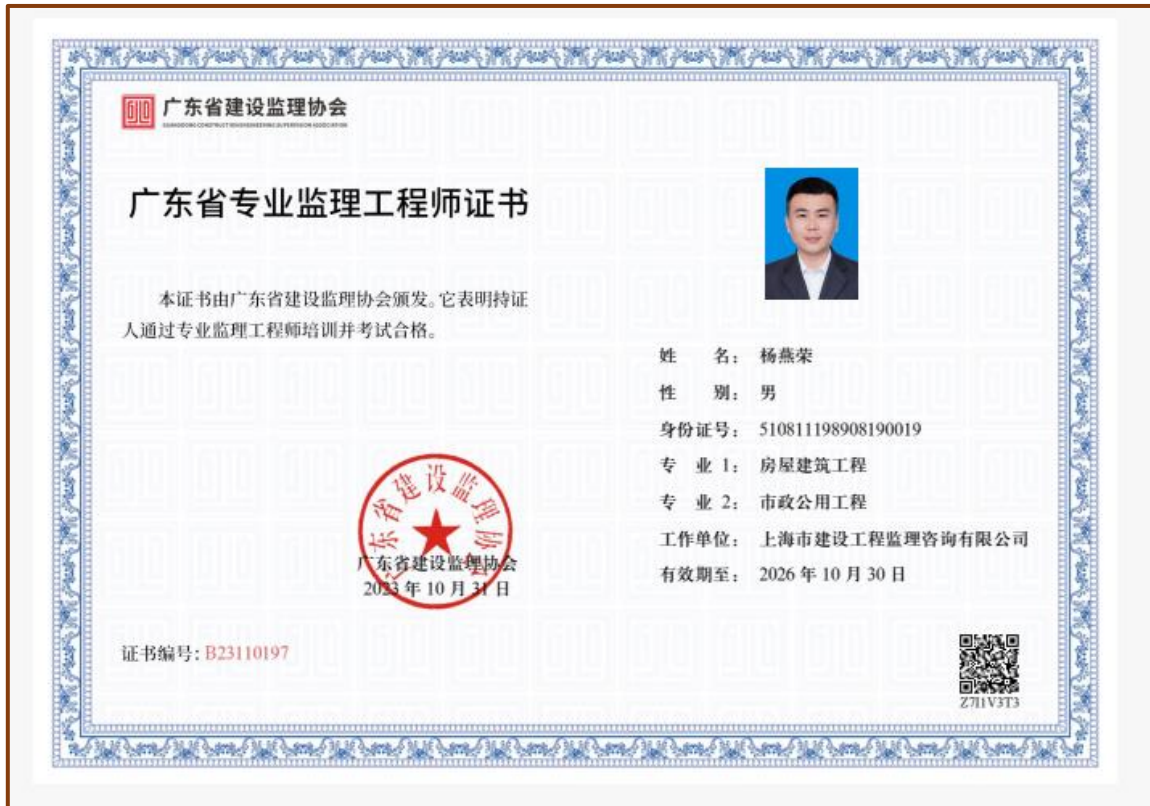 广东省建设监理协会
广东省专业监理工程师证书
本证书由广东省建设监理协会颁发。它表明持证
人通过专业监理工程师培训并考试合格。
姓 名： 杨燕荣
性 别： 男
身份证号： 510811198908190019
专 业 1： 房屋建筑工程
专 业 2： 市政公用工程
工作单位： 上海市建设工程监理咨询有限公司
有效期至： 2026 年 10 月 30 日
广东省建设监理协会
广东省建设监理协会
2023 年 10 月 31 日
证书编号：B23110197
Z7I1V3T3